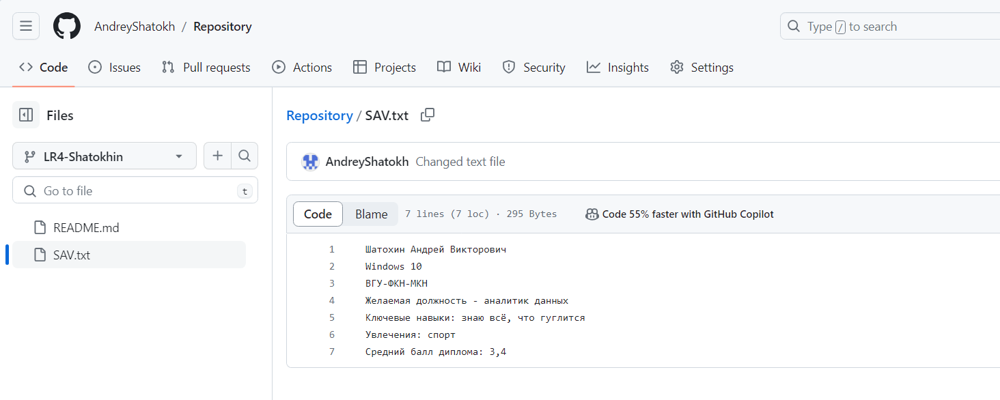 AndreyShatokh / Repository
Type / to search
Code Issues Pull requests Actions Projects Wiki Security Insights Settings
Files
LR4-Shatokhin
Go to file t
README.md
SAV.txt
Repository / SAV.txt
AndreyShatokh Changed text file
Code Blame 7 lines (7 loc) · 295 Bytes Code 55% faster with GitHub Copilot
1 Шатохин Андрей Викторович
2 Windows 10
3 ВГУ-ФКН-МКН
4 Желаемая должность - аналитик данных
5 Ключевые навыки: знаю всё, что гуглится
6 Увлечения: спорт
7 Средний балл диплома: 3,4